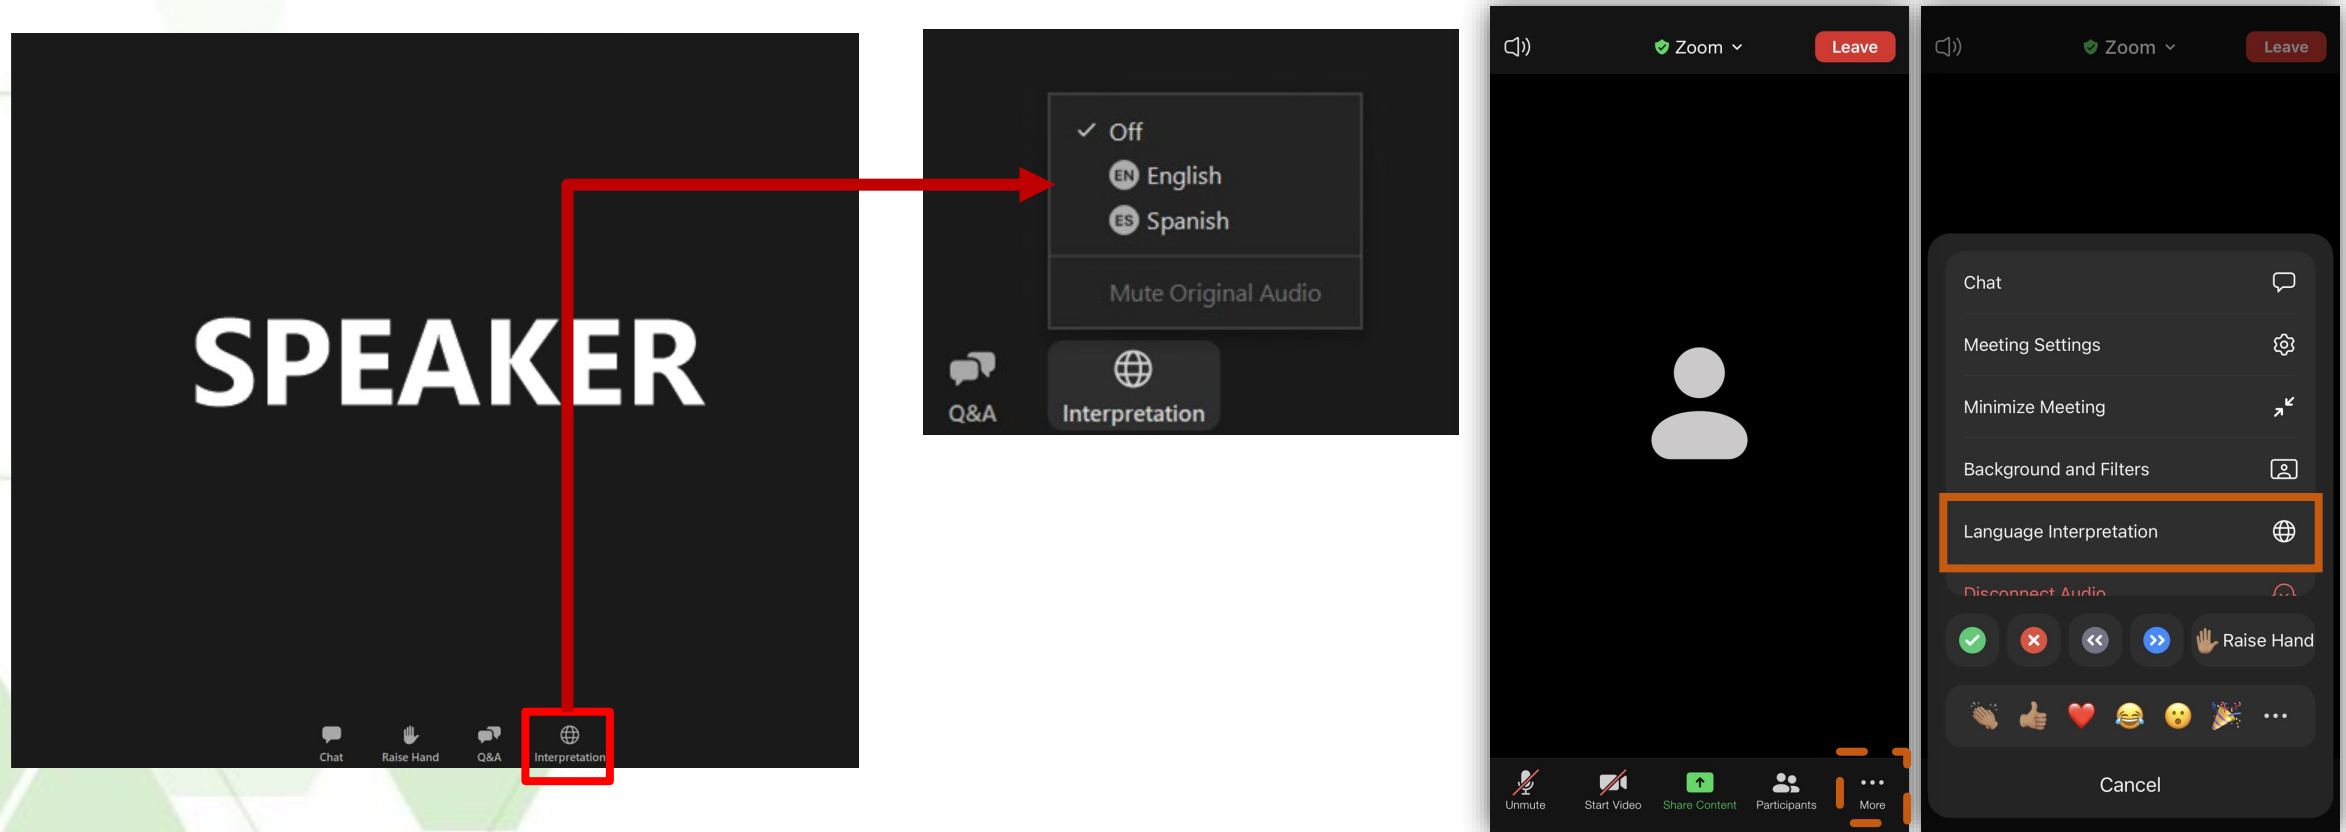 SPEAKER
Chat
Raise Hand
Q&A
Interpretation
Off
EN English
ES Spanish
Mute Original Audio
Q&A
Interpretation
Zoom
Leave
Unmute
Start Video
Share Content
Participants
More
Zoom
Leave
Chat
Meeting Settings
Minimize Meeting
Background and Filters
Language Interpretation
Disconnect Audio
Raise Hand
Cancel